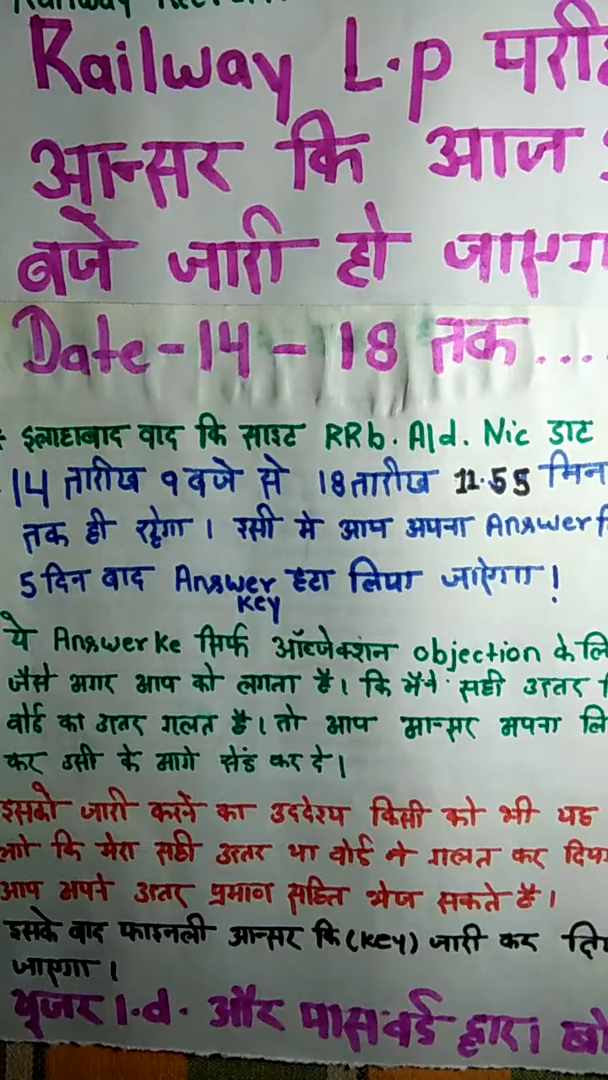 Railway L.p परी
आन्सर कि आज
बजे जारी हो जाएग
Date-14-18 तक....
इलाहाबाद वाद कि साइट RRb. Ald. Nic डाट
14 तारीख 9 बजे से 18 तारीख 11.55 मिन
तक ही रहेगा । इसी मे आप अपना Answer
5 दिन बाद Answer हटा लिया जाऐगा !
Key
ये Answer Ke सिर्फ ऑब्जेक्शन objection के लि
जैसे अगर आप को लगता है । कि मैंने सही उत्तर
वोर्ड का उत्तर गलत है । तो आप आन्सर अपना लि
कर उसी के आगे सेंड कर दे ।
इसको जारी करने का उददेश्य किसी को भी यह
लगे कि मेरा सही उत्तर था वोर्ड ने गलत कर दिया
आप अपने उत्तर प्रमाण सहित भेज सकते है ।
इसके बाद फाइनली आन्सर कि (Key) जारी कर दि
जाएगा ।
यूजर I.d. और पासवर्ड द्वारा बो